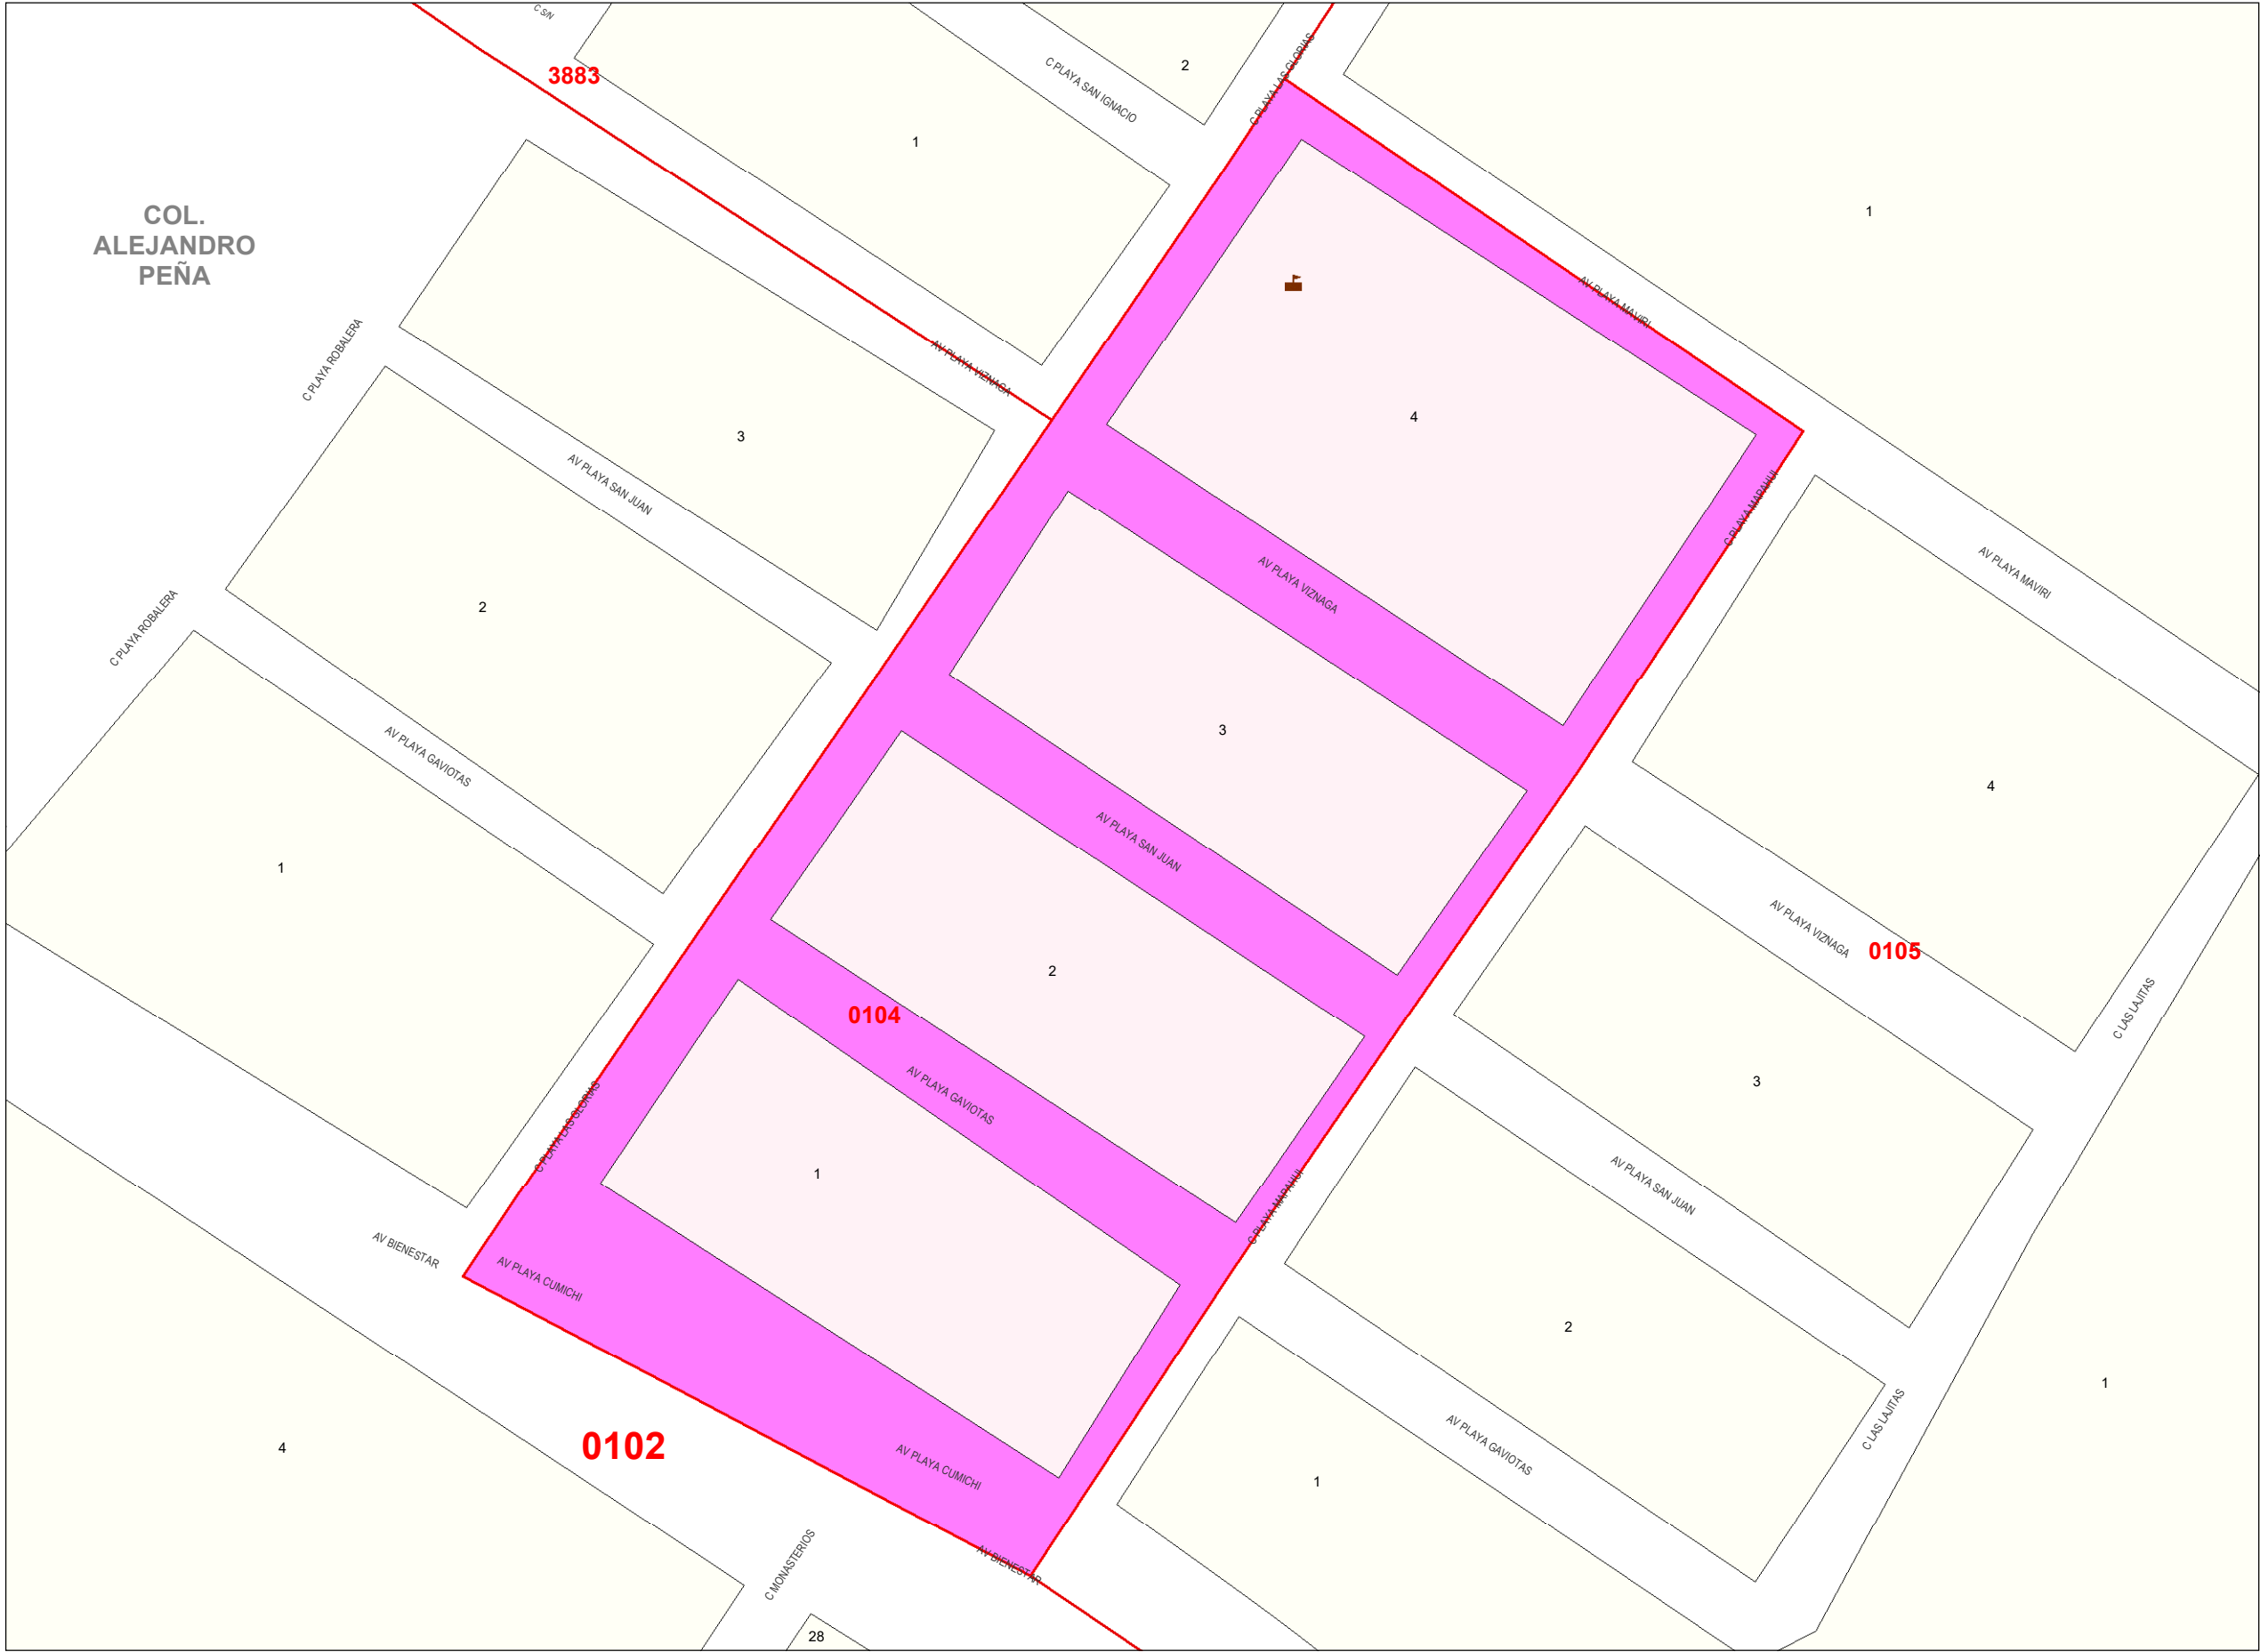 C S/N
3883
C PLAYA SAN IGNACIO
2
C PLAYA LAS GLORIAS
1
1
COL.
ALEJANDRO
PEÑA
AV PLAYA MAVIRI
C PLAYA ROBALERA
AV PLAYA VIZNAGA
4
3
AV PLAYA SAN JUAN
C PLAYA MAPAHUI
AV PLAYA MAVIRI
AV PLAYA VIZNAGA
2
C PLAYA ROBALERA
3
AV PLAYA GAVIOTAS
4
AV PLAYA SAN JUAN
1
AV PLAYA VIZNAGA
0105
2
0104
C LAS LAJITAS
3
AV PLAYA GAVIOTAS
C PLAYA LAS GLORIAS
1
AV PLAYA SAN JUAN
C PLAYA MAPAHUI
AV BIENESTAR
AV PLAYA CUMICHI
2
1
C LAS LAJITAS
4
0102
AV PLAYA CUMICHI
AV PLAYA GAVIOTAS
1
C MONASTERIOS
AV BIENESTAR
28